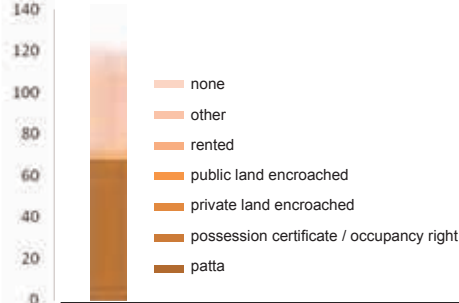 140
120
100
80
60
40
20
0
none
other
rented
public land encroached
private land encroached
possession certificate / occupancy right
patta